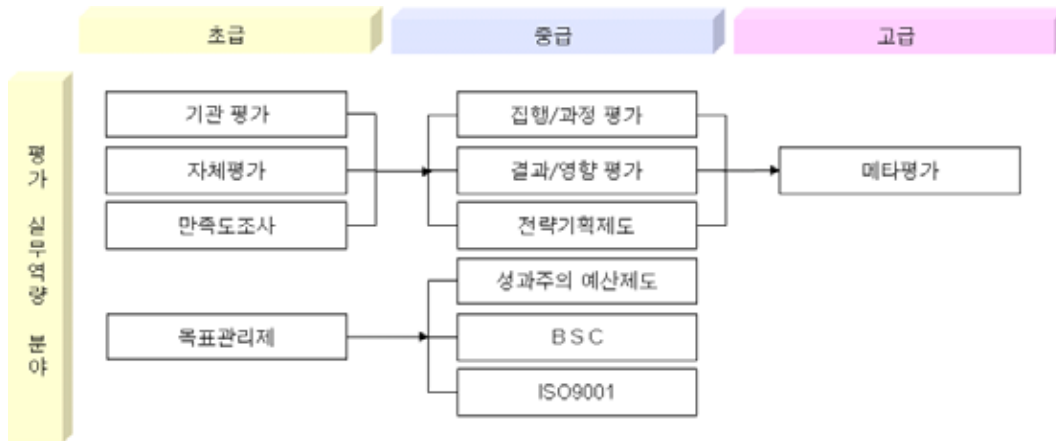 초급
중급
고급
평가 실무역량 분야
기관 평가
집행/과정 평가
자체평가
결과/영향 평가
메타평가
만족도조사
전략기획제도
성과주의 예산제도
목표관리제
B S C
ISO9001